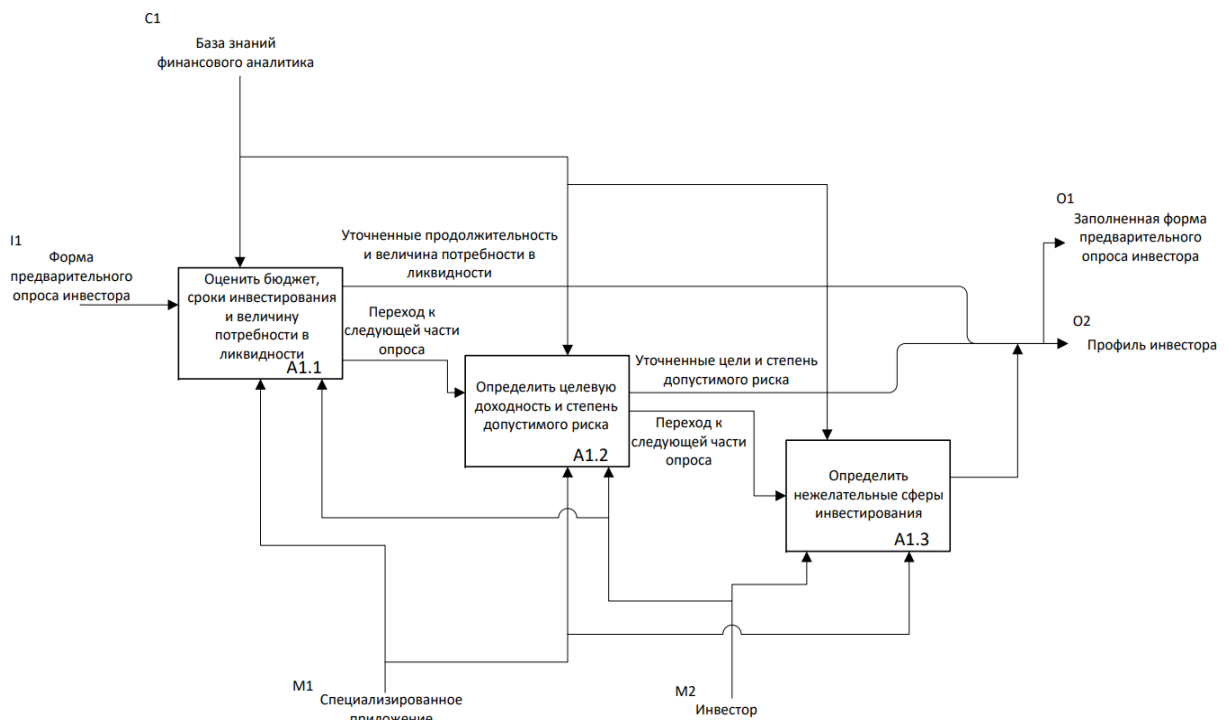 C1
База знаний
финансового аналитика
I1
Форма
предварительного
опроса инвестора
Оценить бюджет,
сроки инвестирования
и величину
потребности в
ликвидности
A1.1
Уточненные продолжительность
и величина потребности в
ликвидности
Переход к
следующей части
опроса
Определить целевую
доходность и степень
допустимого риска
A1.2
Уточненные цели и степень
допустимого риска
Переход к
следующей части
опроса
Определить
нежелательные сферы
инвестирования
A1.3
O1
Заполненная форма
предварительного
опроса инвестора
O2
Профиль инвестора
M1
Специализированное
приложение
M2
Инвестор